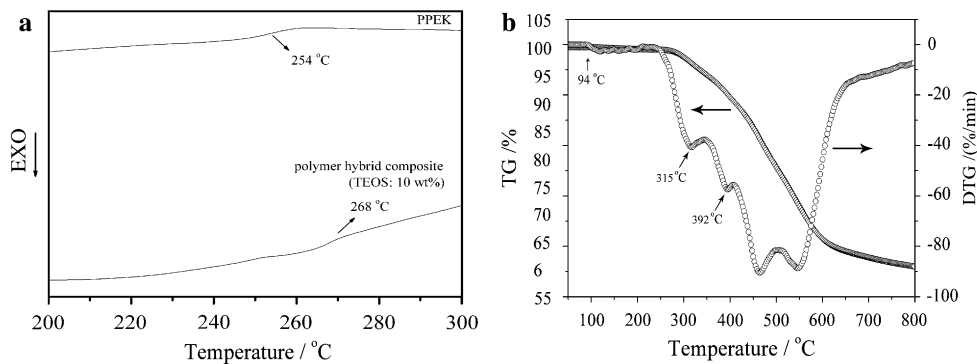 a
PPEK
254 °C
EXO
polymer hybrid composite
(TEOS: 10 wt%)
268 °C
200 220 240 260 280 300
Temperature / °C
b
105
100
95
90
85
80
75
70
65
6
55
TG /%
94 °C
315°C
392°C
0
-20
-40
-60
-80
-100
DTG /(%/min)
100 200 300 400 500 600 700 800
Temperature / °C